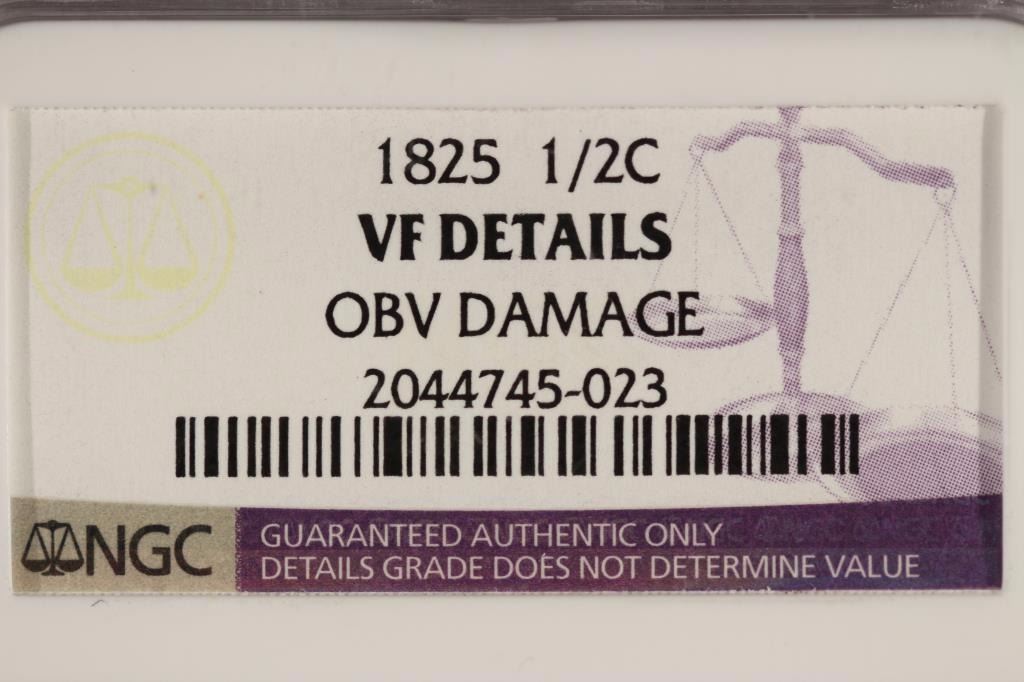 1825 1/2C
VF DETAILS
OBV DAMAGE
2044745-023
NGC
GUARANTEED AUTHENTIC ONLY
DETAILS GRADE DOES NOT DETERMINE VALUE